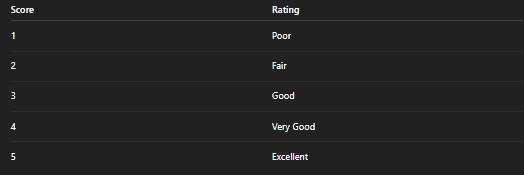 Score Rating
1 Poor
2 Fair
3 Good
4 Very Good
5 Excellent